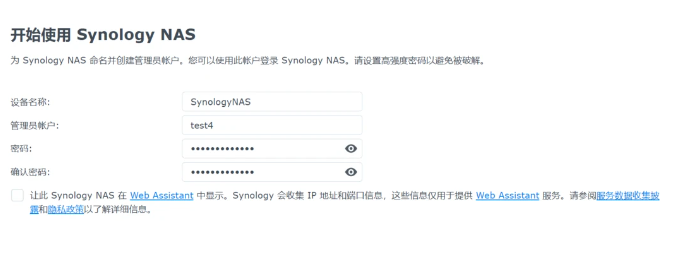 开始使用 Synology NAS
为 Synology NAS 命名并创建管理员帐户。您可以使用此帐户登录 Synology NAS。请设置高强度密码以避免被破解。
设备名称: SynologyNAS
管理员帐户: test4
密码: •••••••••••••
确认密码: •••••••••••••
让此 Synology NAS 在 Web Assistant 中显示。Synology 会收集 IP 地址和端口信息，这些信息仅用于提供 Web Assistant 服务。请参阅服务数据收集披
露和隐私政策以了解详细信息。